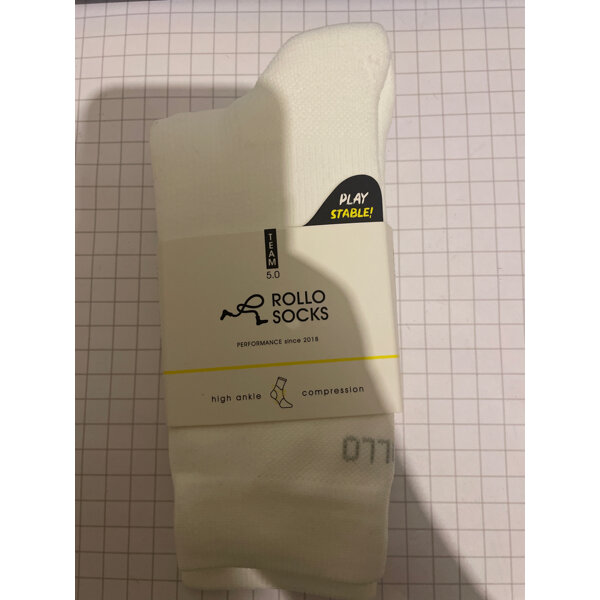 PLAY
STABLE!
TEAM
5.0
ROLLO
SOCKS
PERFORMANCE since 2018
high ankle compression